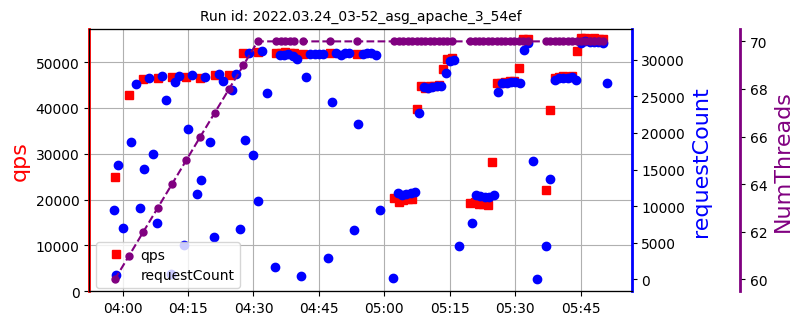 Run id: 2022.03.24_03-52_asg_apache_3_54ef
qps
50000
40000
30000
20000
10000
0
qps
requestCount
04:00 04:15 04:30 04:45 05:00 05:15 05:30 05:45
30000
25000
20000
15000
10000
5000
0
requestCount
70
68
66
64
62
60
NumThreads